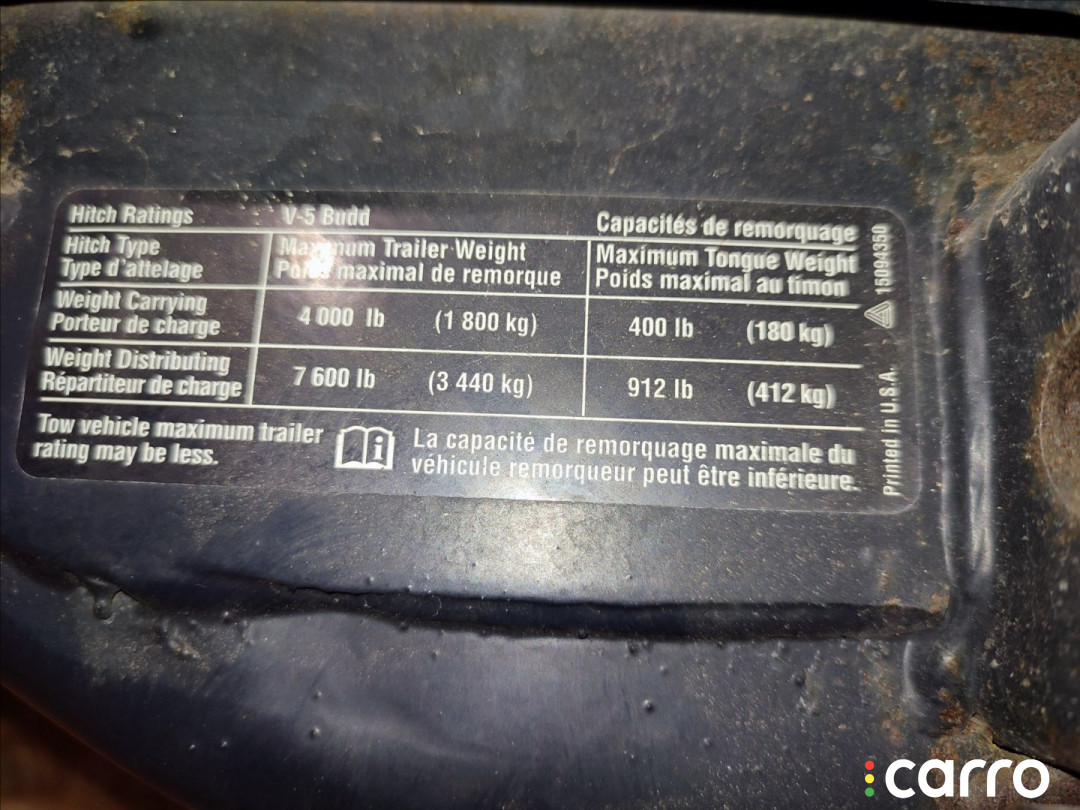 Hitch Ratings V-5 Budd Capacités de remorquage
Hitch Type
Type d'attelage
Maximum Trailer Weight
Poids maximal de remorque
Maximum Tongue Weight
Poids maximal au timon
Weight Carrying
Porteur de charge
4 000 lb (1 800 kg) 400 lb (180 kg)
Weight Distributing
Répartiteur de charge
7 600 lb (3 440 kg) 912 lb (412 kg)
Tow vehicle maximum trailer
rating may be less.
La capacité de remorquage maximale du
véhicule remorqueur peut être inférieure.
Printed in U.S.A. 15094350
carro